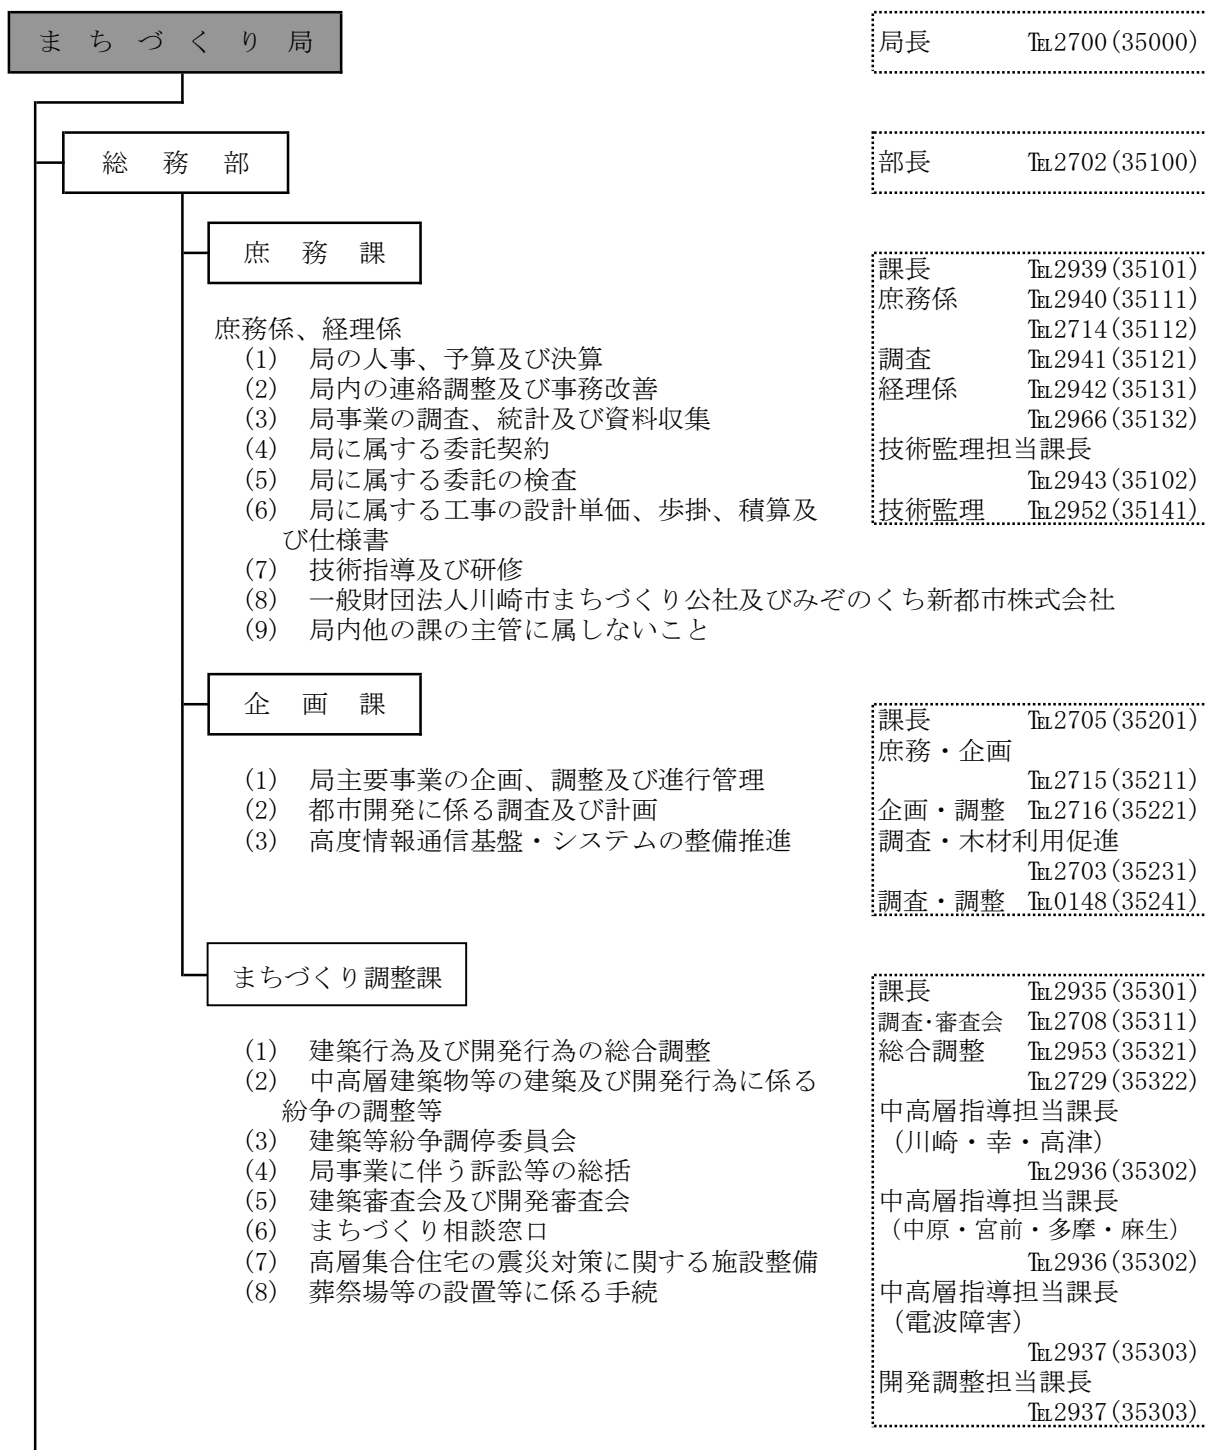 まちづくり局
局長 ℡2700(35000)
総務部
部長 ℡2702(35100)
庶務課
庶務係、経理係
(1) 局の人事、予算及び決算
(2) 局内の連絡調整及び事務改善
(3) 局事業の調査、統計及び資料収集
(4) 局に属する委託契約
(5) 局に属する委託の検査
(6) 局に属する工事の設計単価、歩掛、積算及
び仕様書
(7) 技術指導及び研修
(8) 一般財団法人川崎市まちづくり公社及びみぞのくち新都市株式会社
(9) 局内他の課の主管に属しないこと
課長 ℡2939(35101)
庶務係 ℡2940(35111)
℡2714(35112)
調査 ℡2941(35121)
経理係 ℡2942(35131)
℡2966(35132)
技術監理担当課長
℡2943(35102)
技術監理 ℡2952(35141)
企画課
(1) 局主要事業の企画、調整及び進行管理
(2) 都市開発に係る調査及び計画
(3) 高度情報通信基盤・システムの整備推進
課長 ℡2705(35201)
庶務・企画
℡2715(35211)
企画・調整 ℡2716(35221)
調査・木材利用促進
℡2703(35231)
調査・調整 ℡0148(35241)
まちづくり調整課
(1) 建築行為及び開発行為の総合調整
(2) 中高層建築物等の建築及び開発行為に係る
紛争の調整等
(3) 建築等紛争調停委員会
(4) 局事業に伴う訴訟等の総括
(5) 建築審査会及び開発審査会
(6) まちづくり相談窓口
(7) 高層集合住宅の震災対策に関する施設整備
(8) 葬祭場等の設置等に係る手続
課長 ℡2935(35301)
調査・審査会 ℡2708(35311)
総合調整 ℡2953(35321)
℡2729(35322)
中高層指導担当課長
(川崎・幸・高津)
℡2936(35302)
中高層指導担当課長
(中原・宮前・多摩・麻生)
℡2936(35302)
中高層指導担当課長
(電波障害)
℡2937(35303)
開発調整担当課長
℡2937(35303)